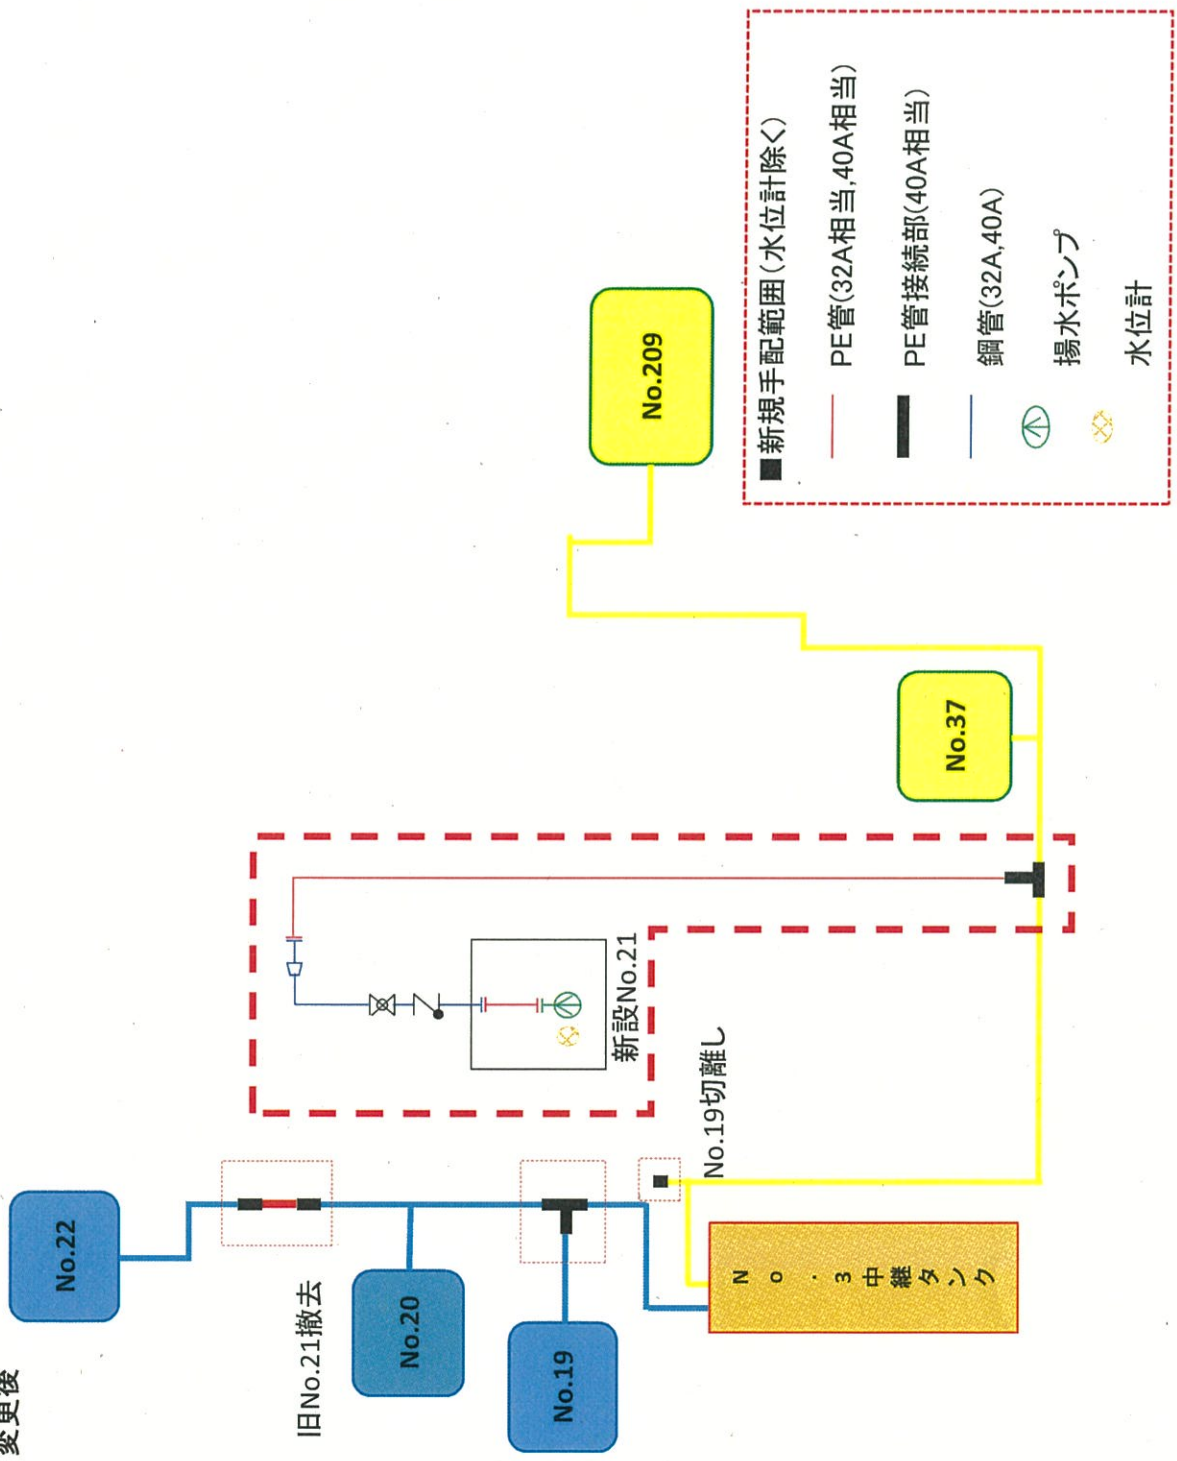 変更後
No.22
旧No.21撤去
No.20
No.19
No.19切離し
No.3中継タンク
新設No.21
No.37
No.209
■新規手配範囲(水位計除く)
PE管(32A相当,40A相当)
PE管接続部(40A相当)
鋼管(32A,40A)
揚水ポンプ
水位計